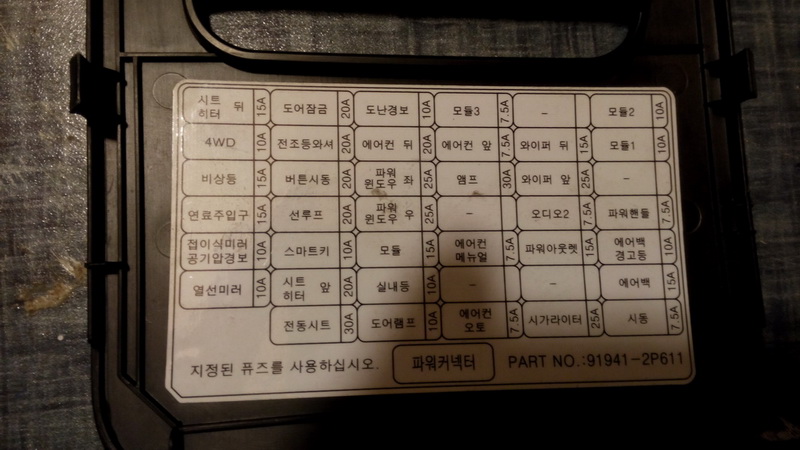 시트 뒤 히터 15A 도어잠금 20A 도난경보 10A 모듈3 7.5A – 모듈2 10A
4WD 10A 전조등와셔 20A 에어컨 뒤 20A 에어컨 앞 7.5A 와이퍼 뒤 15A 모듈1 10A
비상등 15A 버튼시동 20A 파워 윈도우 좌 25A 앰프 30A 와이퍼 앞 25A –
연료주입구 15A 선루프 20A 파워 윈도우 우 25A – 오디오2 7.5A 파워핸들 7.5A
접이식미러 공기압경보 10A 스마트키 10A 모듈 15A 에어컨 메뉴얼 7.5A 파워아웃렛 15A 에어백 경고등 10A
열선미러 10A 시트 앞 히터 20A 실내등 10A – – 에어백 15A
전동시트 30A 도어램프 10A 에어컨 오토 7.5A 시가라이터 25A 시동 7.5A
지정된 퓨즈를 사용하십시오. 파워커넥터 PART NO.:91941-2P611